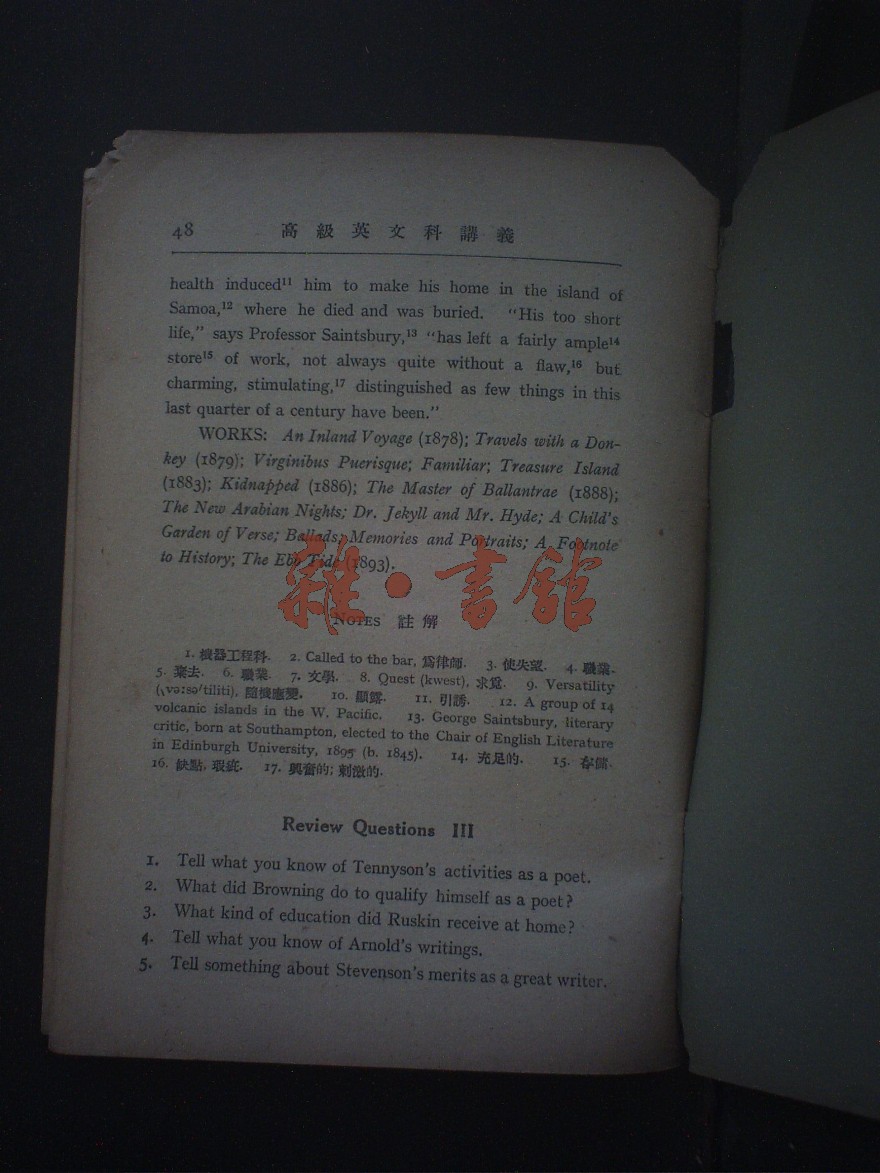 48 高級英文科講義
health induced¹¹ him to make his home in the island of
Samoa,¹² where he died and was buried. "His too short
life," says Professor Saintsbury,¹³ "has left a fairly ample¹⁴
store¹⁵ of work, not always quite without a flaw,¹⁶ but
charming, stimulating,¹⁷ distinguished as few things in this
last quarter of a century have been."
WORKS: An Inland Voyage (1878); Travels with a Don-
key (1879); Virginibus Puerisque; Familiar; Treasure Island
(1883); Kidnapped (1886); The Master of Ballantrae (1888);
The New Arabian Nights; Dr. Jekyll and Mr. Hyde; A Child's
Garden of Verse; Ballads; Memories and Portraits; A Footnote
to History; The Ebb Tide (1893).
雜·書館
NOTES 註解
1. 機器工程科. 2. Called to the bar, 爲律師. 3. 使失望. 4. 職業.
5. 棄去. 6. 職業. 7. 文學. 8. Quest (kwest), 求覓. 9. Versatility
(ˌvəːsə'tiliti), 隨機應變. 10. 顯露. 11. 引誘. 12. A group of 14
volcanic islands in the W. Pacific. 13. George Saintsbury, literary
critic, born at Southampton, elected to the Chair of English Literature
in Edinburgh University, 1895 (b. 1845). 14. 充足的. 15. 存儲.
16. 缺點, 瑕疵. 17. 興奮的; 刺激的.
Review Questions III
1. Tell what you know of Tennyson's activities as a poet.
2. What did Browning do to qualify himself as a poet?
3. What kind of education did Ruskin receive at home?
4. Tell what you know of Arnold's writings.
5. Tell something about Stevenson's merits as a great writer.